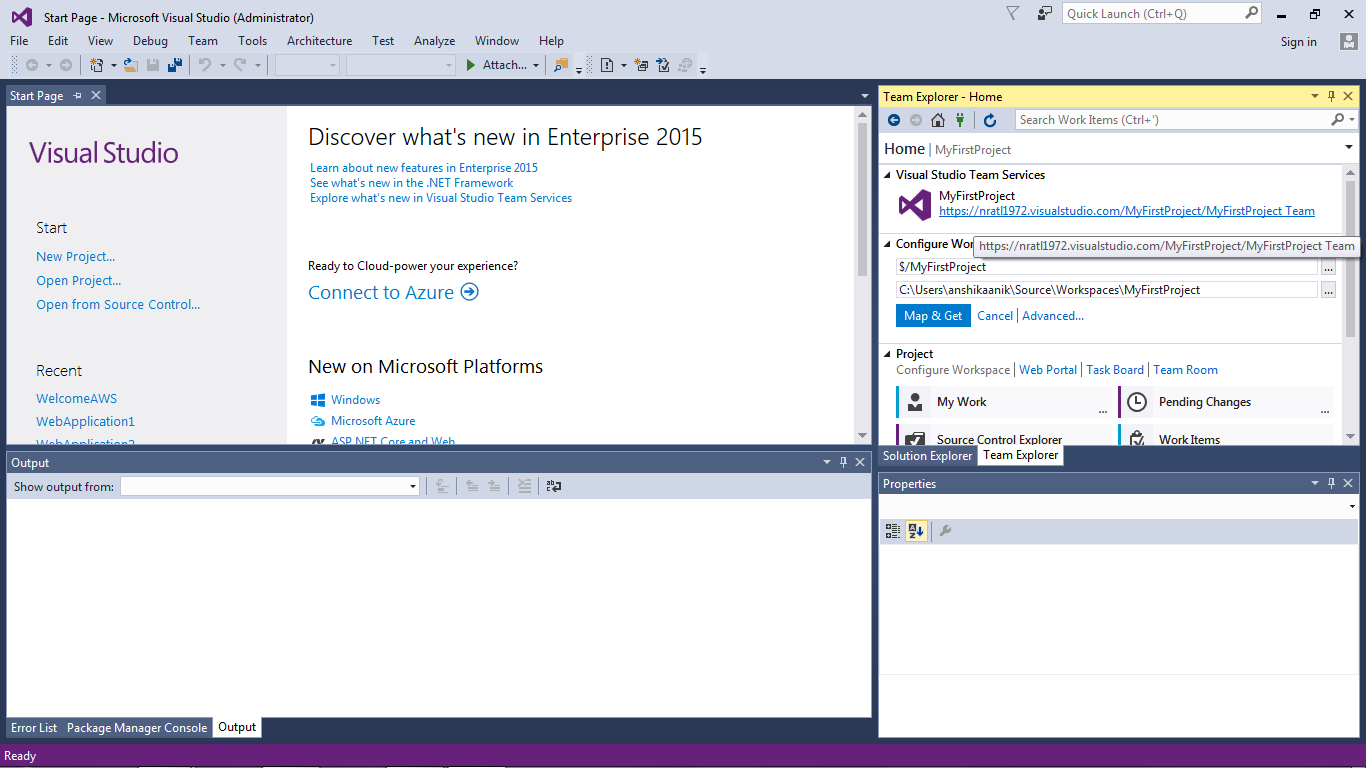 Start Page - Microsoft Visual Studio (Administrator)
Quick Launch (Ctrl+Q)
File Edit View Debug Team Tools Architecture Test Analyze Window Help
Sign in
Attach...
Start Page
Visual Studio
Start
New Project...
Open Project...
Open from Source Control...
Recent
WelcomeAWS
WebApplication1
WebApplication2
Discover what's new in Enterprise 2015
Learn about new features in Enterprise 2015
See what's new in the .NET Framework
Explore what's new in Visual Studio Team Services
Ready to Cloud-power your experience?
Connect to Azure
New on Microsoft Platforms
Windows
Microsoft Azure
ASP.NET Core and Web
Team Explorer - Home
Search Work Items (Ctrl+')
Home | MyFirstProject
Visual Studio Team Services
MyFirstProject
https://nratl1972.visualstudio.com/MyFirstProject/MyFirstProject Team
Configure Wor
https://nratl1972.visualstudio.com/MyFirstProject/MyFirstProject Team
$/MyFirstProject
...
C:\Users\anshikaanik\Source\Workspaces\MyFirstProject
...
Map & Get Cancel | Advanced...
Project
Configure Workspace | Web Portal | Task Board | Team Room
My Work ...
Pending Changes ...
Source Control Explorer
Work Items
Solution Explorer Team Explorer
Output
Show output from:
Properties
Error List Package Manager Console Output
Ready